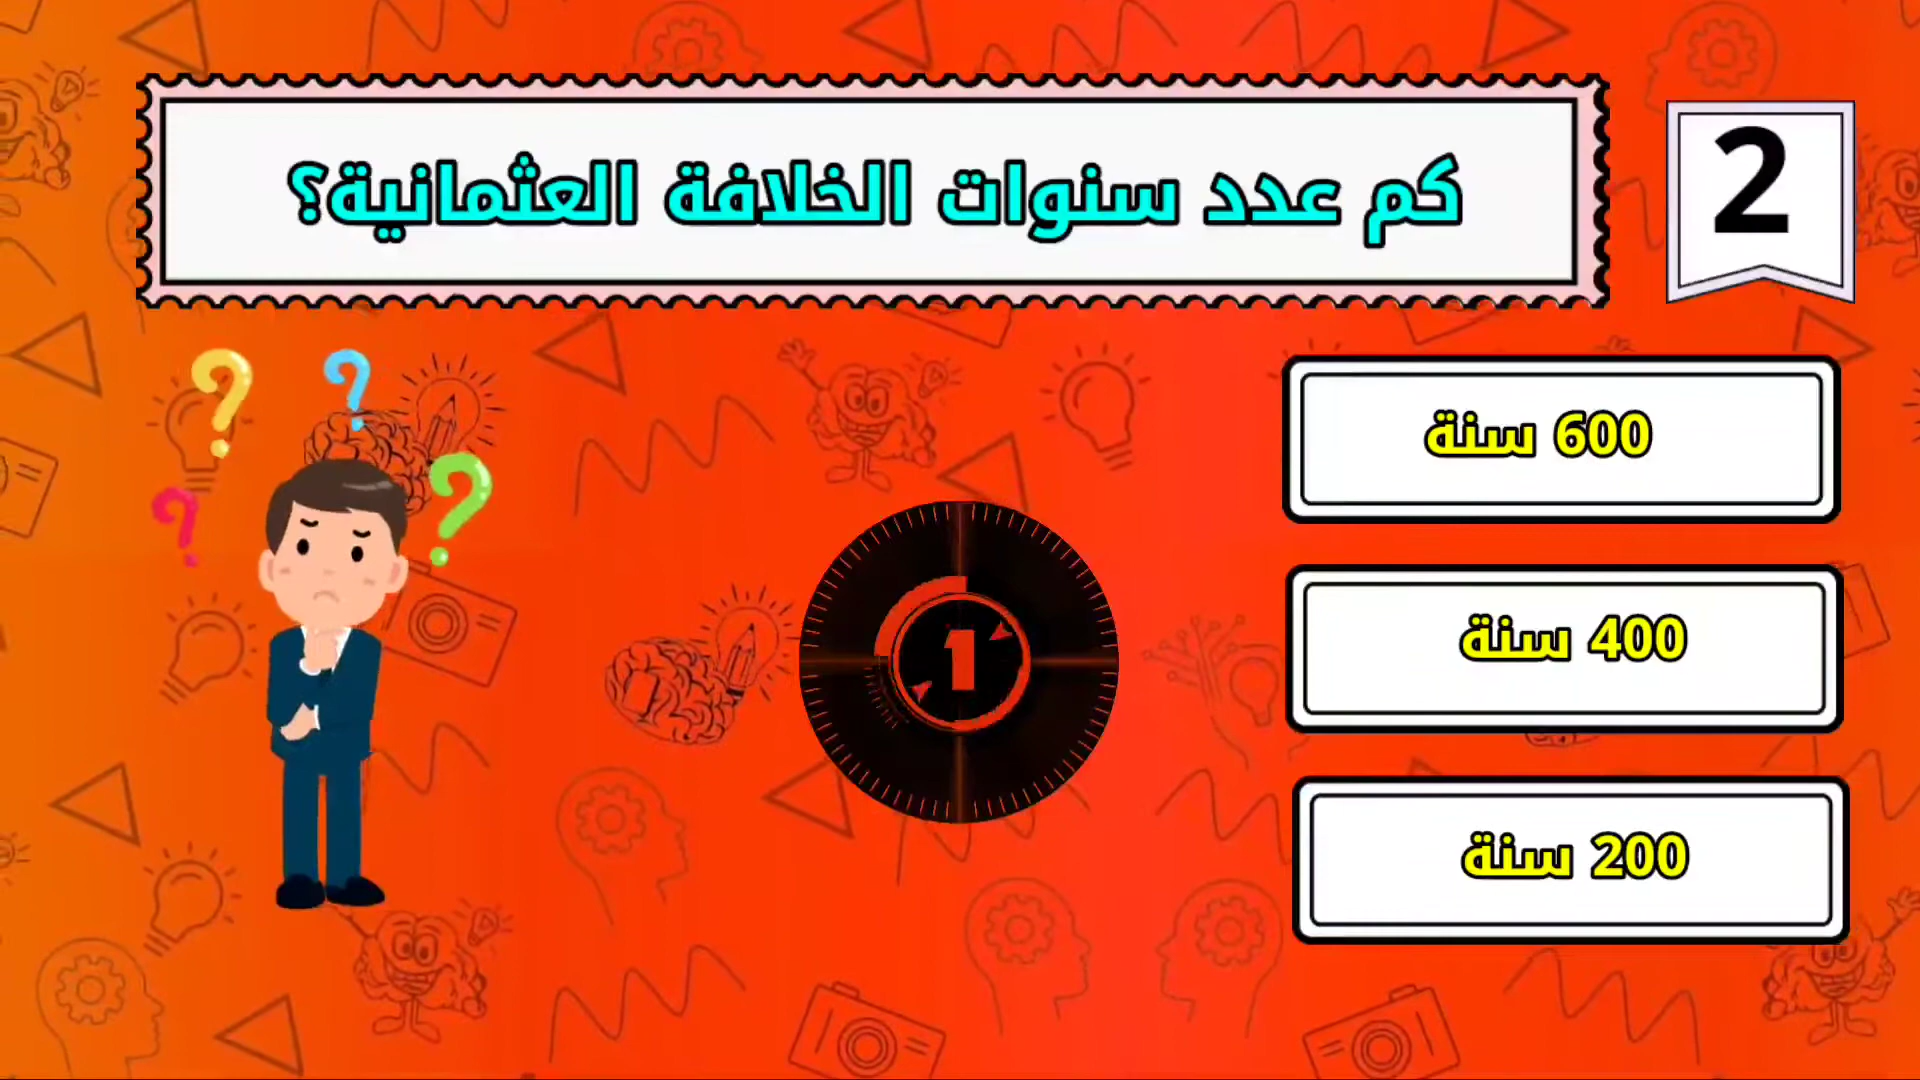 2
كم عدد سنوات الخلافة العثمانية؟
600 سنة
400 سنة
200 سنة
1